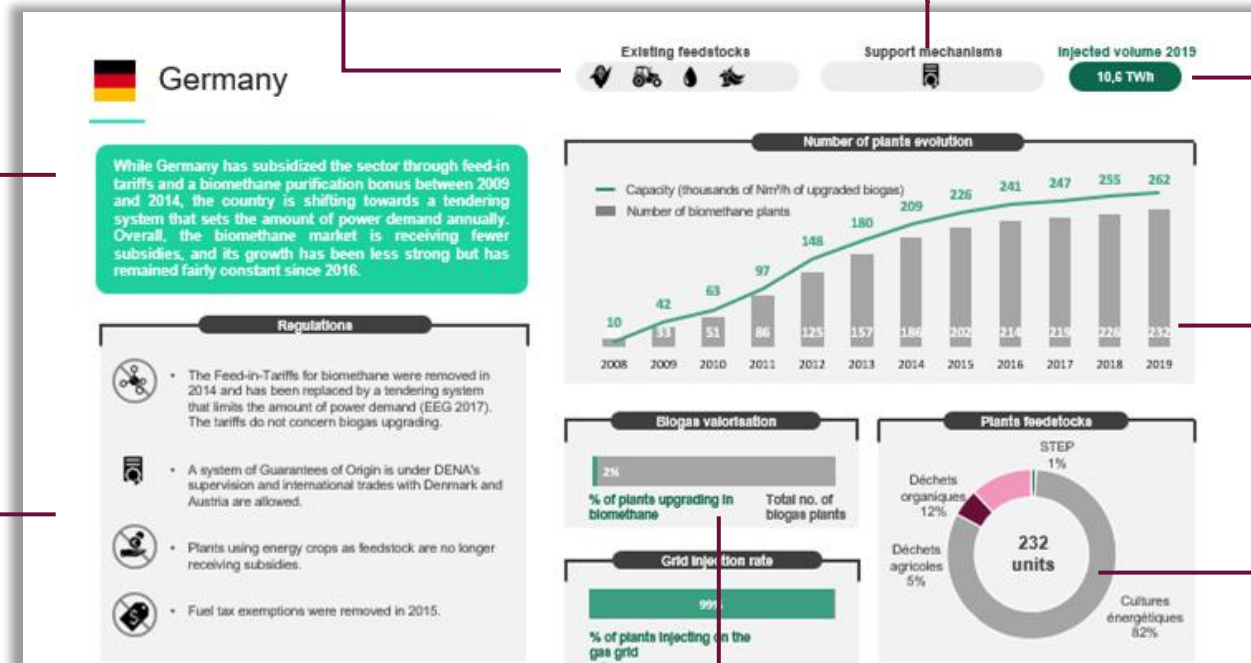 Germany
Existing feedstocks
Support mechanisms
Injected volume 2019
10,6 TWh
While Germany has subsidized the sector through feed-in
tariffs and a biomethane purification bonus between 2009
and 2014, the country is shifting towards a tendering
system that sets the amount of power demand annually.
Overall, the biomethane market is receiving fewer
subsidies, and its growth has been less strong but has
remained fairly constant since 2016.
Regulations
• The Feed-in-Tariffs for biomethane were removed in
2014 and has been replaced by a tendering system
that limits the amount of power demand (EEG 2017).
The tariffs do not concern biogas upgrading.
• A system of Guarantees of Origin is under DENA's
supervision and international trades with Denmark and
Austria are allowed.
• Plants using energy crops as feedstock are no longer
receiving subsidies.
• Fuel tax exemptions were removed in 2015.
Number of plants evolution
Capacity (thousands of Nm³/h of upgraded biogas)
Number of biomethane plants
10 42 63 97 148 180 209 226 241 247 255 262
33 51 86 125 157 186 202 214 219 226 232
2008 2009 2010 2011 2012 2013 2014 2015 2016 2017 2018 2019
Biogas valorisation
2%
% of plants upgrading in
biomethane
Total no. of
biogas plants
Grid injection rate
99%
% of plants injecting on the
gas grid
Plants feedstocks
STEP
1%
Déchets
organiques
12%
Déchets
agricoles
5%
232
units
Cultures
énergétiques
82%